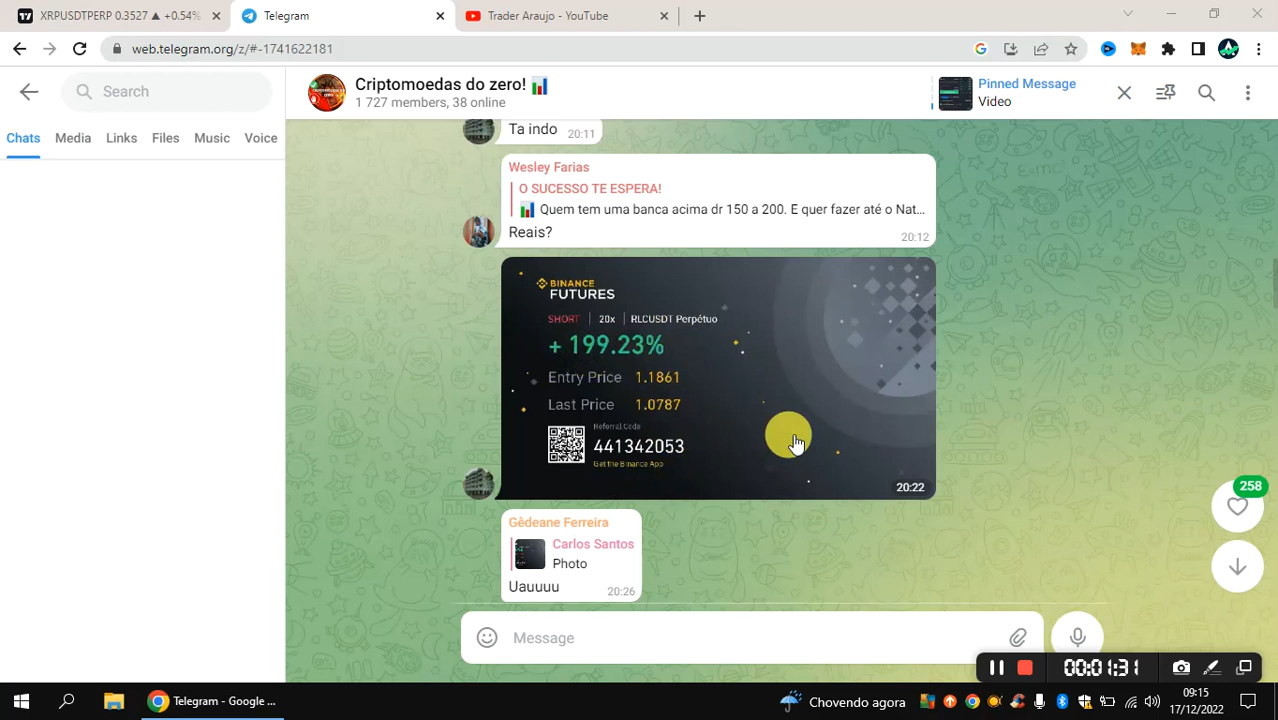 XRPUSDTPERP 0.3527 ▲ +0.54%
Telegram
Trader Araujo - YouTube
web.telegram.org/z/#-1741622181
Search
Criptomoedas do zero! 📊
1 727 members, 38 online
Pinned Message
Video
Chats
Media
Links
Files
Music
Voice
Ta indo 20:11
Wesley Farias
O SUCESSO TE ESPERA!
📊 Quem tem uma banca acima dr 150 a 200. E quer fazer até o Nat...
Reais?
20:12
BINANCE
FUTURES
SHORT | 20x | RLCUSDT Perpétuo
+ 199.23%
Entry Price 1.1861
Last Price 1.0787
Referral Code
441342053
Get the Binance App
20:22
258
Gèdeane Ferreira
Carlos Santos
Photo
Uauuuu 20:26
Message
00:01:31
Telegram - Google ...
Chovendo agora
09:15
17/12/2022